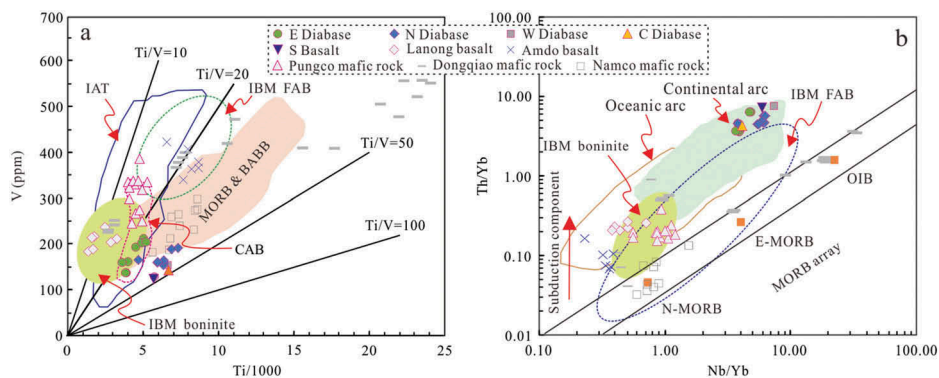 a
b
E Diabase N Diabase W Diabase C Diabase
S Basalt Lanong basalt Amdo basalt
Pungco mafic rock Dongqiao mafic rock Namco mafic rock
Ti/V=10
Ti/V=20
IAT
IBM FAB
MORB & BABB
Ti/V=50
Ti/V=100
CAB
IBM boninite
600
500
400
300
200
100
0
V (ppm)
0 5 10 15 20 25
Ti/1000
100.00
10.00
1.00
0.10
0.01
Th/Yb
Continental arc
Oceanic arc
IBM FAB
IBM boninite
OIB
E-MORB
N-MORB
MORB array
Subduction component
0.10 1.00 10.00 100.00
Nb/Yb